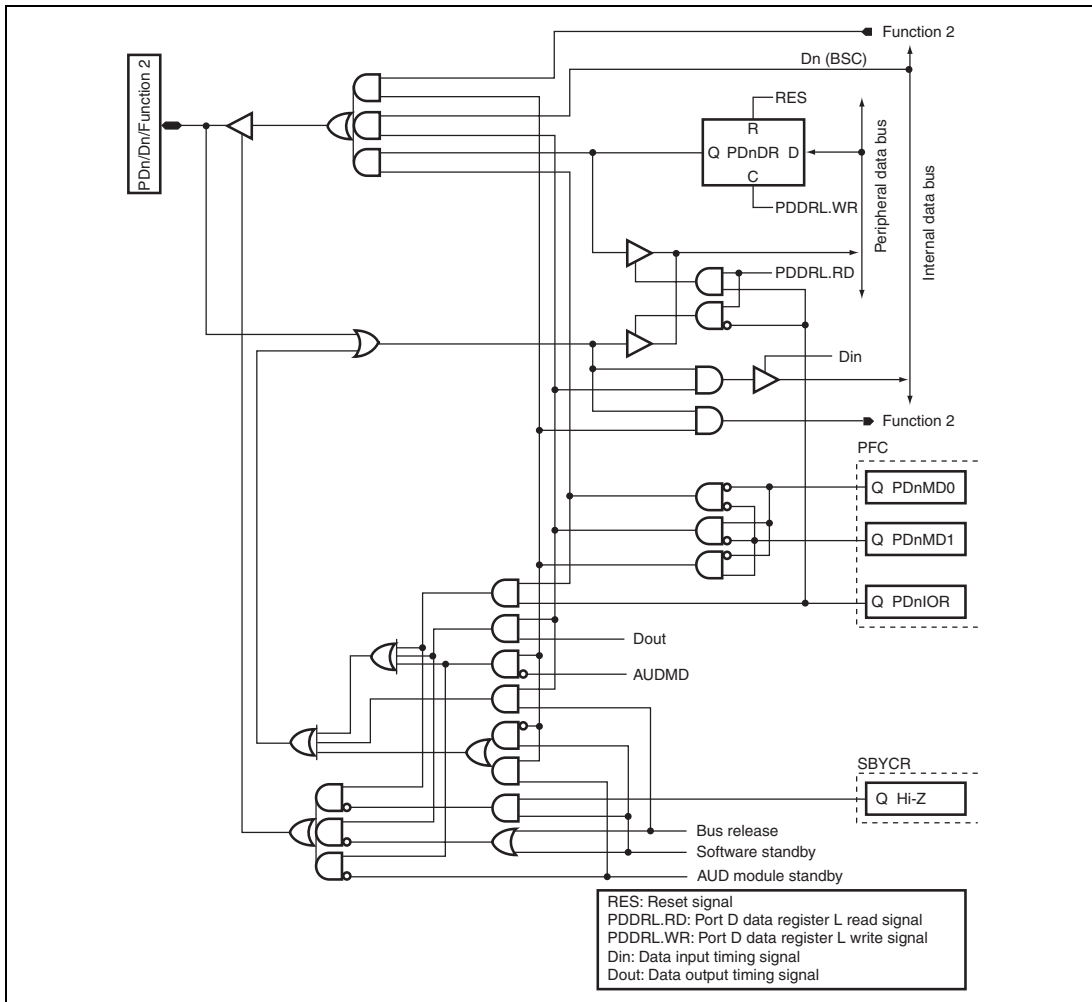 Function 2
Dn (BSC)
PDn/Dn/Function 2
RES
R
Q PDnDR D
C
PDDRL.WR
Peripheral data bus
Internal data bus
PDDRL.RD
Din
Function 2
PFC
Q PDnMD0
Q PDnMD1
Q PDnIOR
Dout
AUDMD
SBYCR
Q Hi-Z
Bus release
Software standby
AUD module standby
RES: Reset signal
PDDRL.RD: Port D data register L read signal
PDDRL.WR: Port D data register L write signal
Din: Data input timing signal
Dout: Data output timing signal